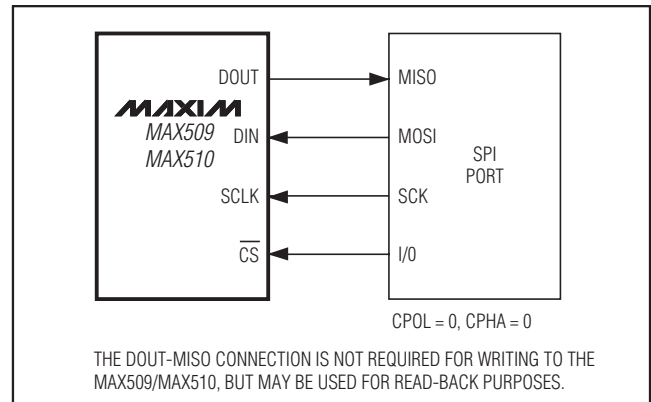 DOUT
MISO
MAXIM
MAX509
DIN
MOSI
MAX510
SPI
PORT
SCLK
SCK
CS
I/0
CPOL = 0, CPHA = 0
THE DOUT-MISO CONNECTION IS NOT REQUIRED FOR WRITING TO THE
MAX509/MAX510, BUT MAY BE USED FOR READ-BACK PURPOSES.